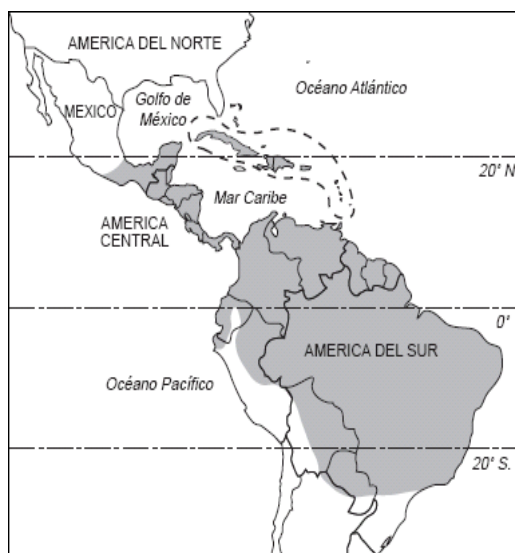 AMERICA DEL NORTE
Océano Atlántico
Golfo de
México
MEXICO
20° N
Mar Caribe
AMERICA
CENTRAL
0°
AMERICA DEL SUR
Océano Pacífico
20° S.